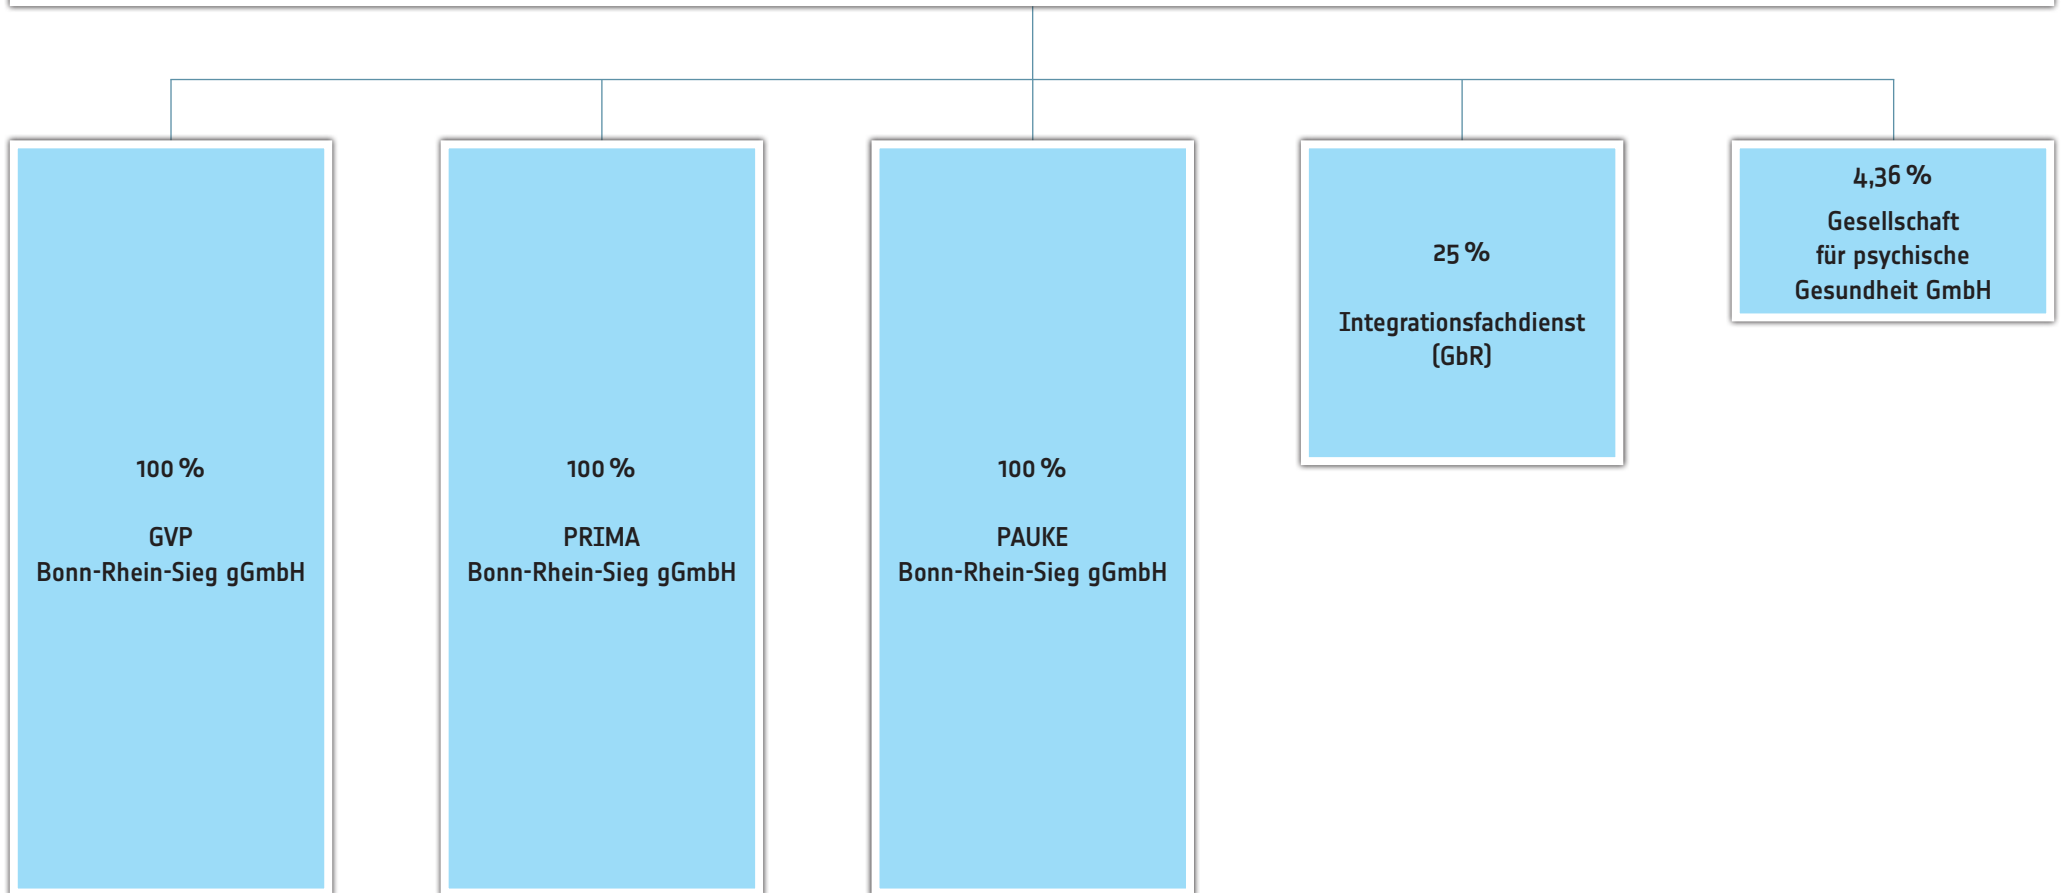 100 %
GVP
Bonn-Rhein-Sieg gGmbH
100 %
PRIMA
Bonn-Rhein-Sieg gGmbH
100 %
PAUKE
Bonn-Rhein-Sieg gGmbH
25 %
Integrationsfachdienst
(GbR)
4,36 %
Gesellschaft
für psychische
Gesundheit GmbH